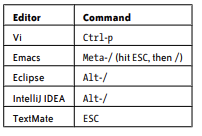 Editor Command
Vi Ctrl-p
Emacs Meta-/ (hit ESC, then /)
Eclipse Alt-/
IntelliJ IDEA Alt-/
TextMate ESC